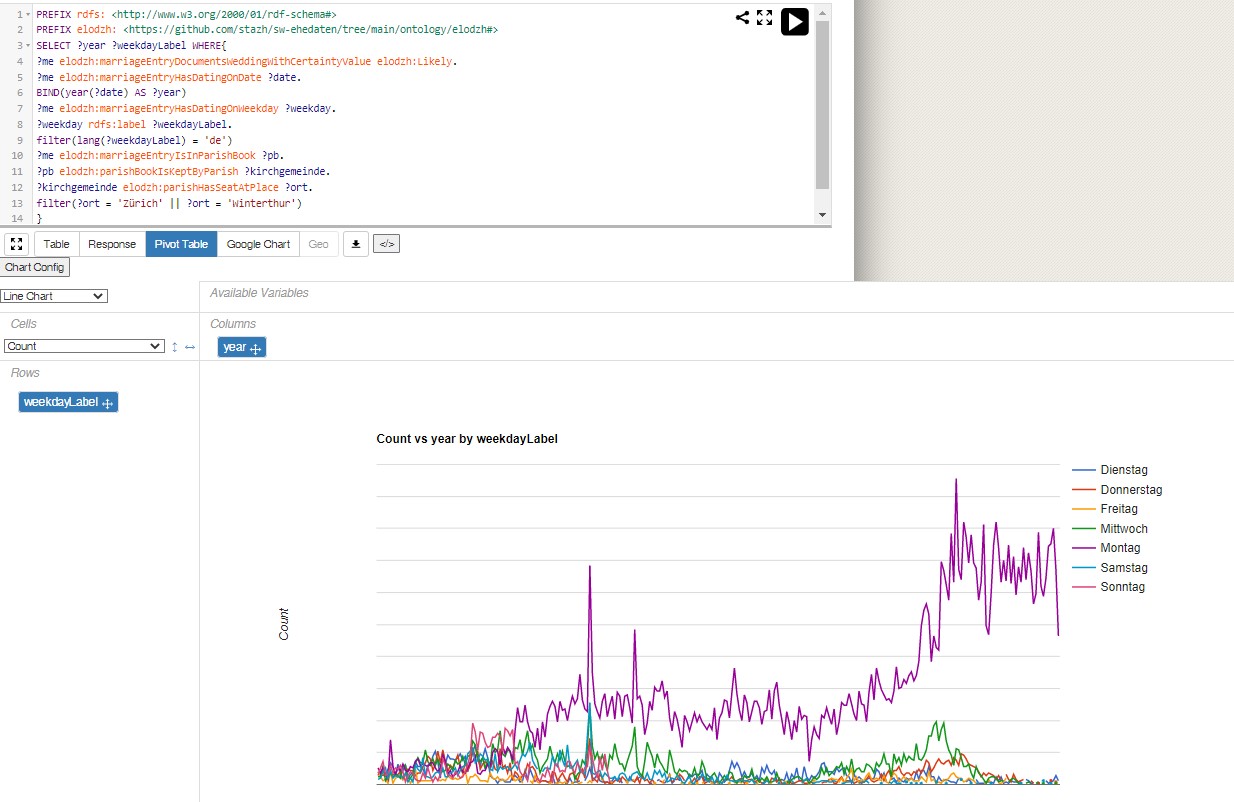 1 PREFIX rdfs: <http://www.w3.org/2000/01/rdf-schema#>
2 PREFIX elodzh: <https://github.com/stazh/sw-ehedaten/tree/main/ontology/elodzh#>
3 SELECT ?year ?weekdayLabel WHERE{
4 ?me elodzh:marriageEntryDocumentsWeddingWithCertaintyValue elodzh:Likely.
5 ?me elodzh:marriageEntryHasDatingOnDate ?date.
6 BIND(year(?date) AS ?year)
7 ?me elodzh:marriageEntryHasDatingOnWeekday ?weekday.
8 ?weekday rdfs:label ?weekdayLabel.
9 filter(lang(?weekdayLabel) = 'de')
10 ?me elodzh:marriageEntryIsInParishBook ?pb.
11 ?pb elodzh:parishBookIsKeptByParish ?kirchgemeinde.
12 ?kirchgemeinde elodzh:parishHasSeatAtPlace ?ort.
13 filter(?ort = 'Zürich' || ?ort = 'Winterthur')
14 }
Table Response Pivot Table Google Chart Geo </>
Chart Config
Line Chart Available Variables
Cells Columns
Count year
Rows
weekdayLabel
Count vs year by weekdayLabel
Count
Dienstag
Donnerstag
Freitag
Mittwoch
Montag
Samstag
Sonntag